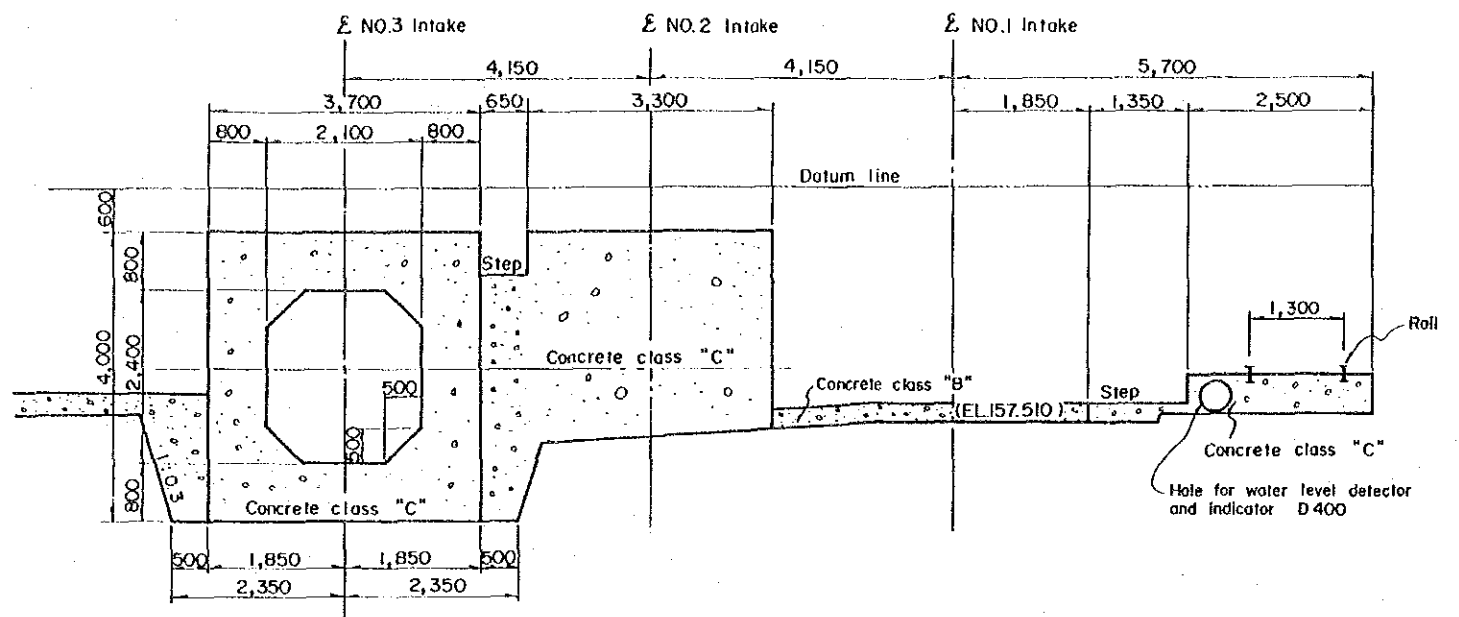 ℄ NO.3 Intake
℄ NO.2 Intake
℄ NO.1 Intake
4,150
4,150
5,700
3,700
650
3,300
1,850
1,350
2,500
800
2,100
800
Datum line
600
Step
800
1,300
Rail
4,000
2,400
Concrete class "C"
500
Concrete class "B"
Step
(EL.157.510)
500
1:0.3
Concrete class "C"
800
Concrete class "C"
Hole for water level detector
and indicator D400
500
1,850
1,850
500
2,350
2,350